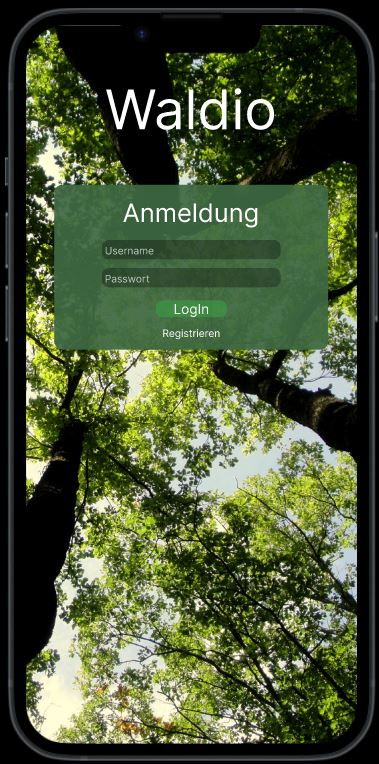 Waldio
Anmeldung
Username
Passwort
LogIn
Registrieren